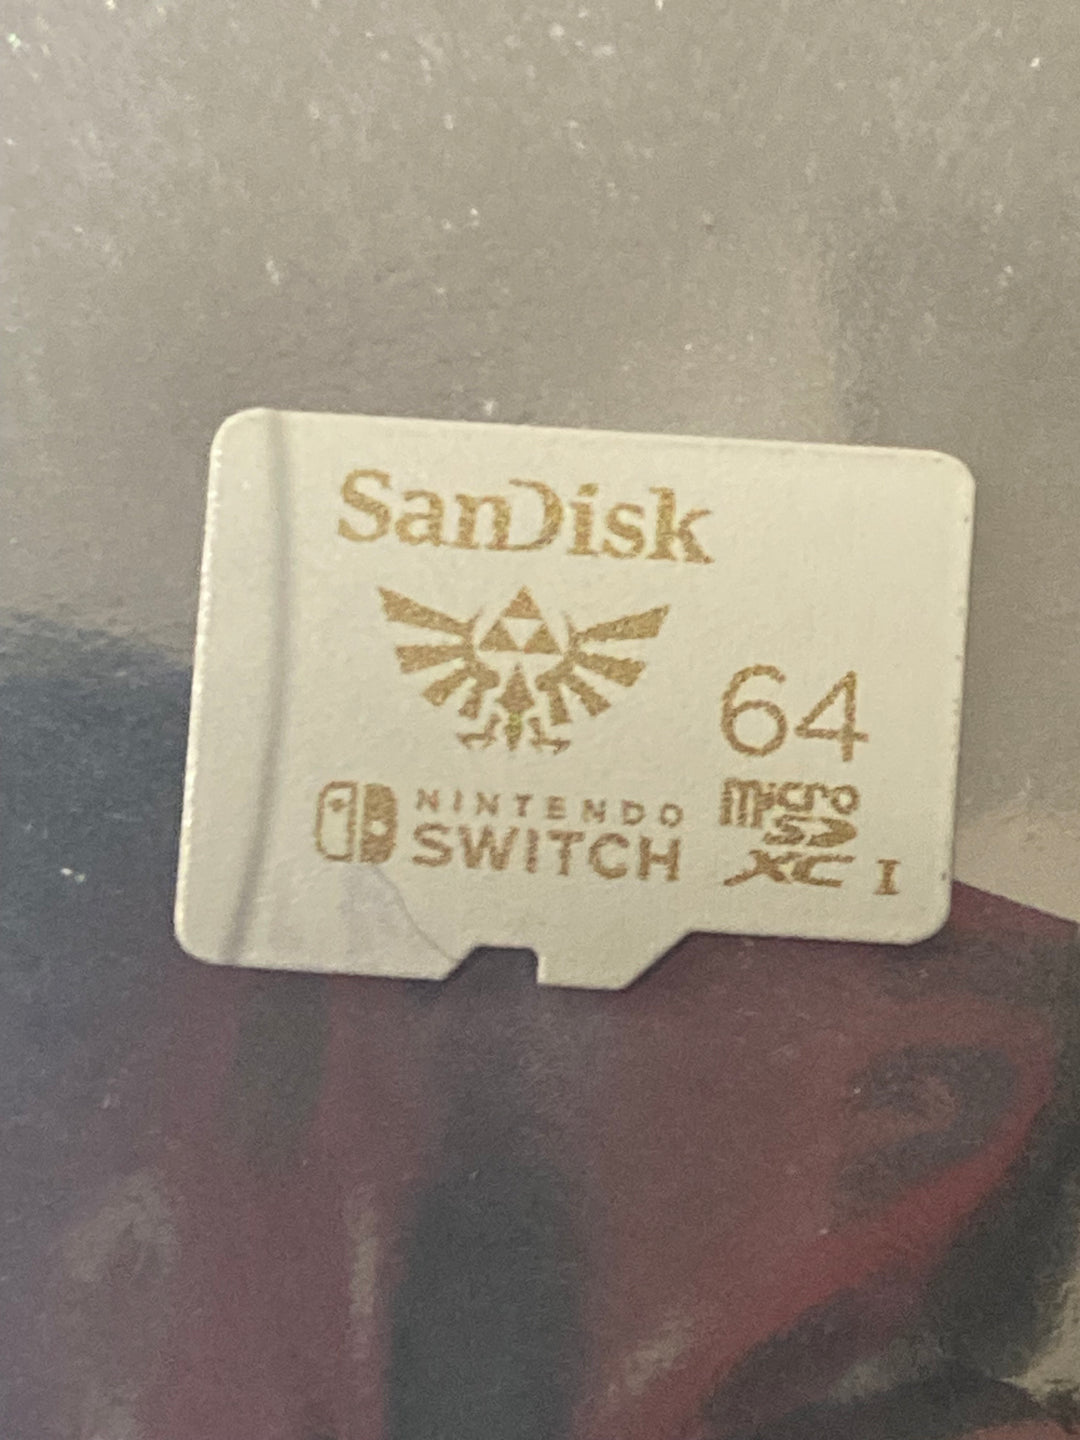 SanDisk
64
NINTENDO
SWITCH
micro
SD
XC I